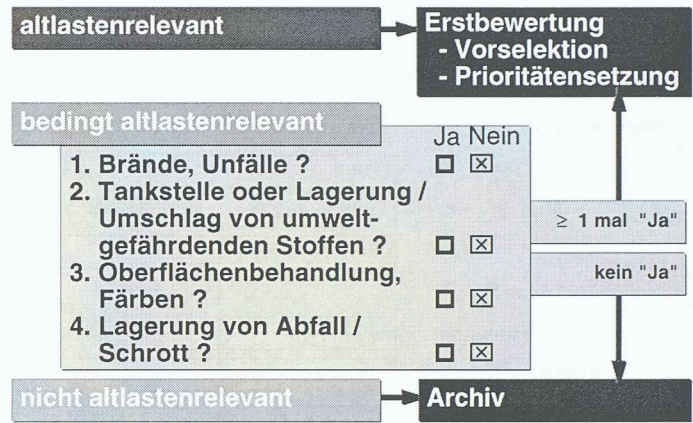 altlastenrelevant
Erstbewertung
- Vorselektion
- Prioritätensetzung
bedingt altlastenrelevant
Ja Nein
1. Brände, Unfälle ? ☐ ☒
2. Tankstelle oder Lagerung /
Umschlag von umwelt-
gefährdenden Stoffen ? ☐ ☒
3. Oberflächenbehandlung,
Färben ? ☐ ☒
4. Lagerung von Abfall /
Schrott ? ☐ ☒
≥ 1 mal "Ja"
kein "Ja"
nicht altlastenrelevant
Archiv